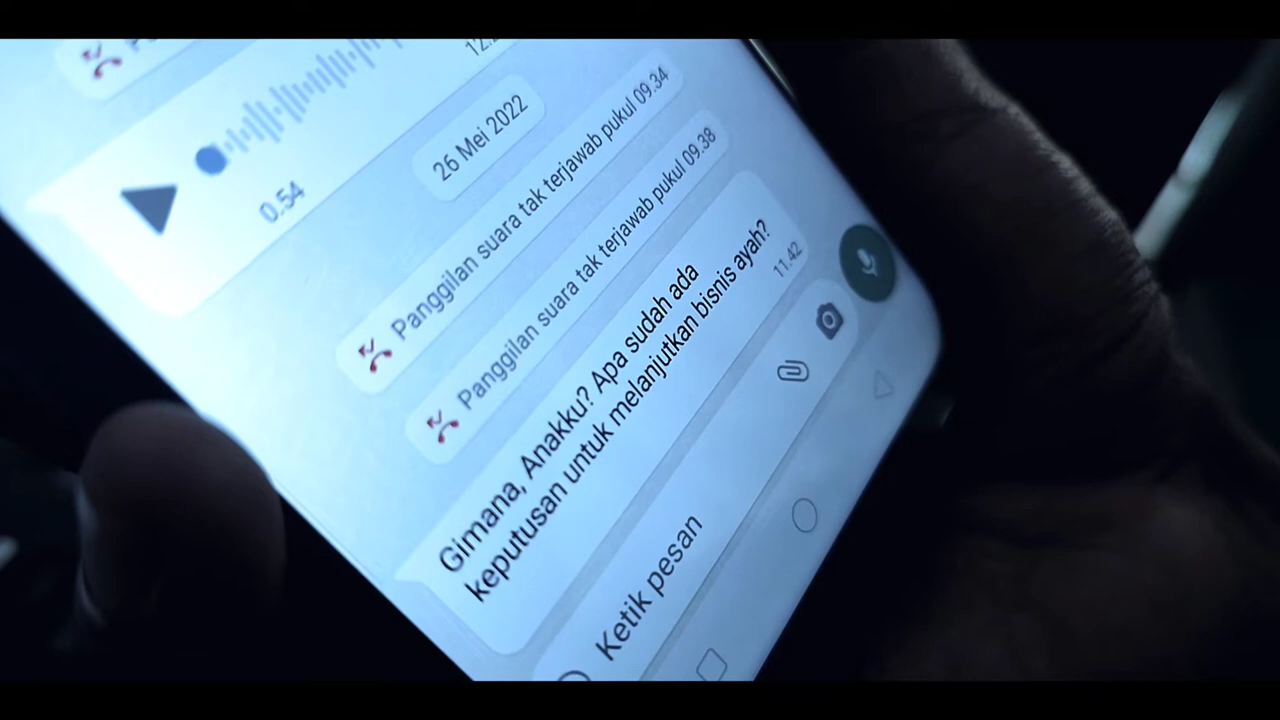 0.54
26 Mei 2022
Panggilan suara tak terjawab pukul 09.34
Panggilan suara tak terjawab pukul 09.38
Gimana, Anakku? Apa sudah ada
keputusan untuk melanjutkan bisnis ayah?
11.42
Ketik pesan